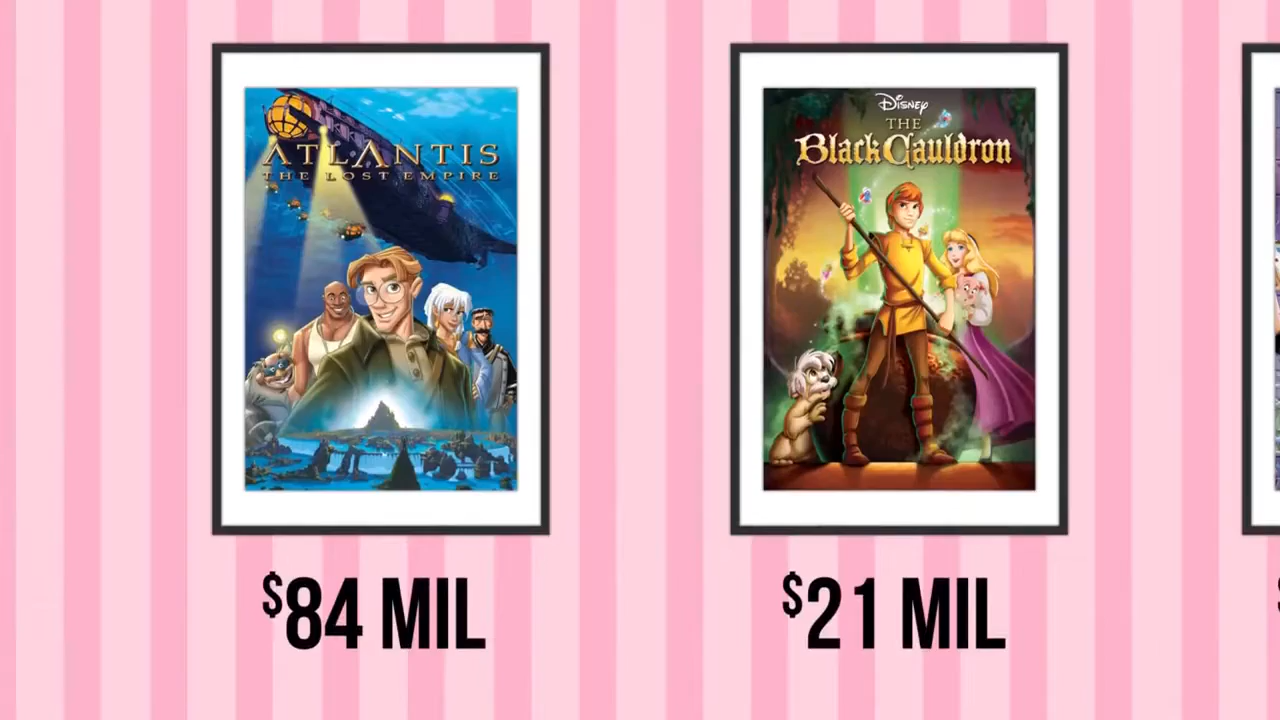 ATLANTIS
THE LOST EMPIRE
$84 MIL
Disney
THE
Black Cauldron
$21 MIL